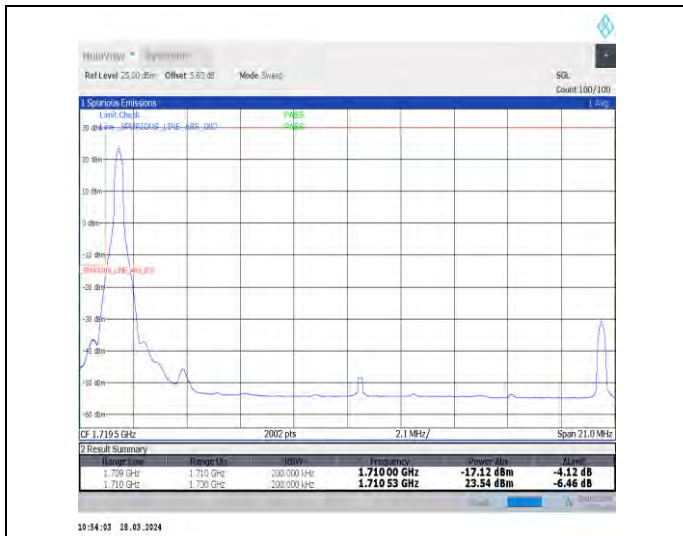 MultiView
Ref Level 25.00 dBm Offset 5.63 dB Mode Sweep SGL
Count 100/100
1 Spurious Emissions 1 Avg
Limit Check PASS
Line _SPURIOUS_LINE_ABS_002 PASS
30 dBm
20 dBm
10 dBm
0 dBm
-10 dBm
_SPURIOUS_LINE_ABS_002
-20 dBm
-30 dBm
-40 dBm
-50 dBm
-60 dBm
CF 1.7195 GHz 2002 pts 2.1 MHz/ Span 21.0 MHz
2 Result Summary
Range Low Range Up RBW Frequency Power Abs ΔLimit
1.709 GHz 1.710 GHz 200.000 kHz 1.710 00 GHz -17.12 dBm -4.12 dB
1.710 GHz 1.730 GHz 200.000 kHz 1.710 53 GHz 23.54 dBm -6.46 dB
10:54:03 28.03.2024